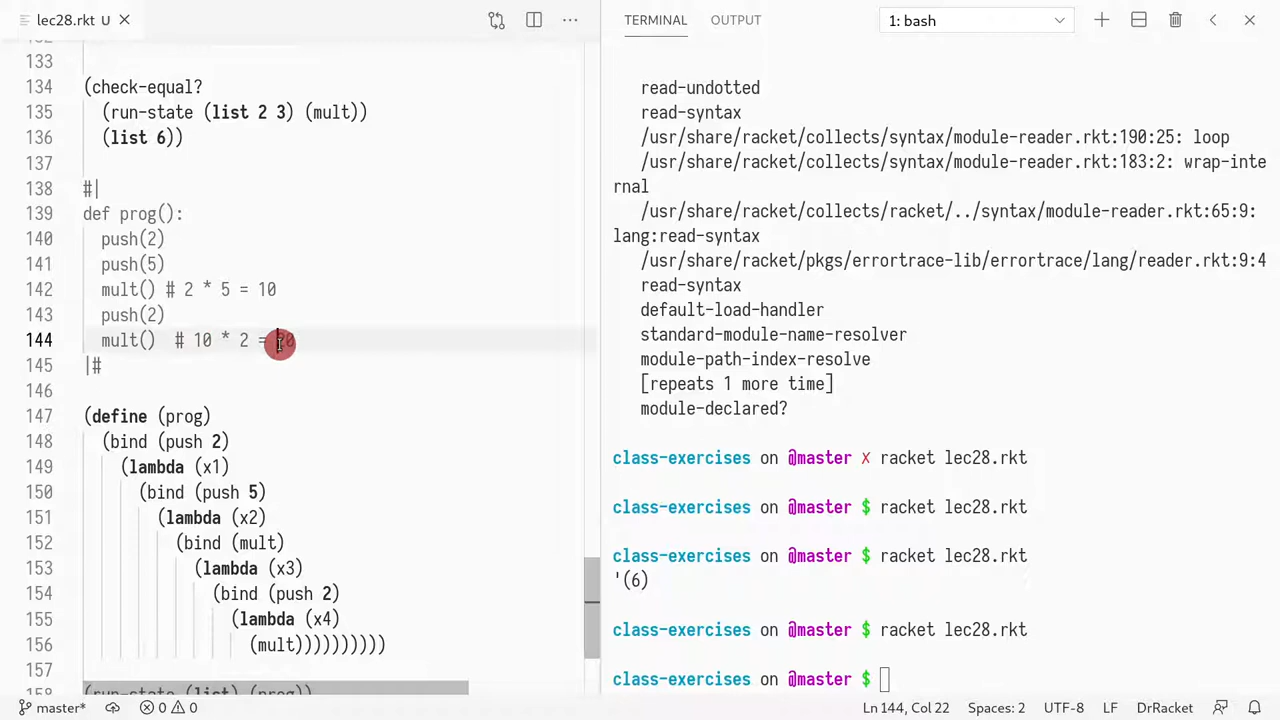 lec28.rkt U
TERMINAL OUTPUT 1: bash
133
134 (check-equal?
135 (run-state (list 2 3) (mult))
136 (list 6))
137
138 #|
139 def prog():
140 push(2)
141 push(5)
142 mult() # 2 * 5 = 10
143 push(2)
144 mult() # 10 * 2 = 20
145 |#
146
147 (define (prog)
148 (bind (push 2)
149 (lambda (x1)
150 (bind (push 5)
151 (lambda (x2)
152 (bind (mult)
153 (lambda (x3)
154 (bind (push 2)
155 (lambda (x4)
156 (mult))))))))))
157
158 (run-state (list) (prog))
read-undotted
read-syntax
/usr/share/racket/collects/syntax/module-reader.rkt:190:25: loop
/usr/share/racket/collects/syntax/module-reader.rkt:183:2: wrap-inte
rnal
/usr/share/racket/collects/racket/../syntax/module-reader.rkt:65:9:
lang:read-syntax
/usr/share/racket/pkgs/errortrace-lib/errortrace/lang/reader.rkt:9:4
read-syntax
default-load-handler
standard-module-name-resolver
module-path-index-resolve
[repeats 1 more time]
module-declared?
class-exercises on @master ✗ racket lec28.rkt
class-exercises on @master $ racket lec28.rkt
class-exercises on @master $ racket lec28.rkt
'(6)
class-exercises on @master $ racket lec28.rkt
class-exercises on @master $
master* 0 0 Ln 144, Col 22 Spaces: 2 UTF-8 LF DrRacket